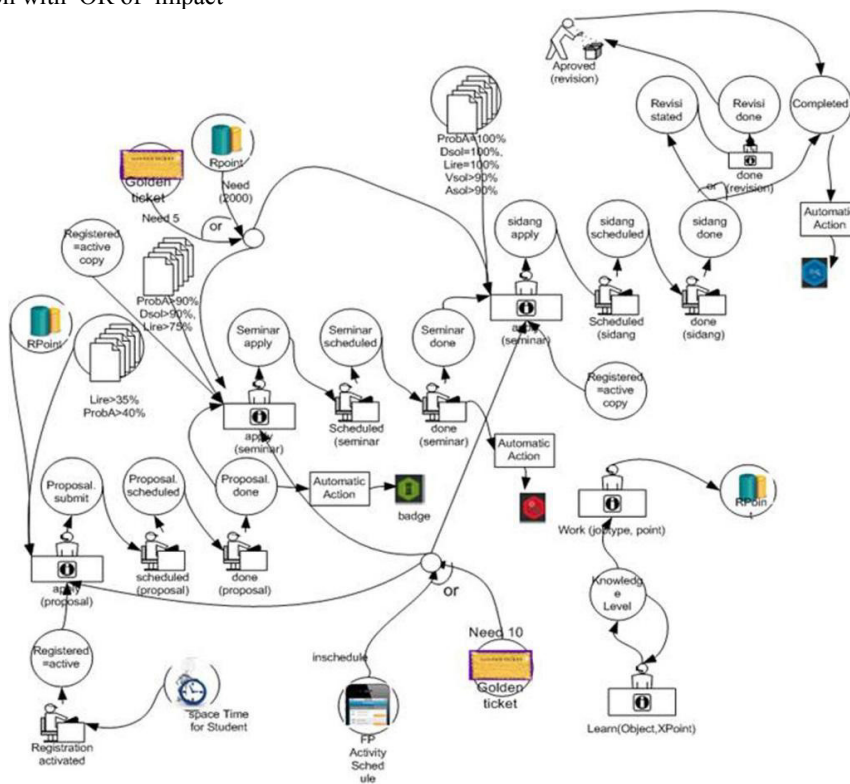 on with 'OR of' impact
Aproved
(revision)
Revisi
stated
Revisi
done
Completed
done
(revision)
or
Automatic
Action
ProbA=100%
Dsol=100%,
Lire=100%
Vsol>90%
Asol>90%
Rpoint
Need
(2000)
Golden
ticket
Need 5
or
Registered
=active
copy
ProbA>90%
Dsol>90%,
Lire>75%
sidang
apply
sidang
scheduled
sidang
done
Scheduled
(sidang
done
(sidang)
(seminar)
RPoint
Lire>35%
ProbA>40%
Seminar
apply
Seminar
scheduled
Seminar
done
apply
(seminar)
Scheduled
(seminar
done
(seminar)
Registered
=active
copy
Automatic
Action
Proposal.
submit
Proposal.
scheduled
Proposal.
done
Automatic
Action
badge
apply
(proposal)
scheduled
(proposal)
done
(proposal)
Work (jobtype, point)
RPoin
t
or
Knowledg
e
Level
Need 10
Golden
ticket
inschedule
FP
Activity
Sched
ule
Registered
=active
Registration
activated
space Time
for Student
Learn(Object,XPoint)